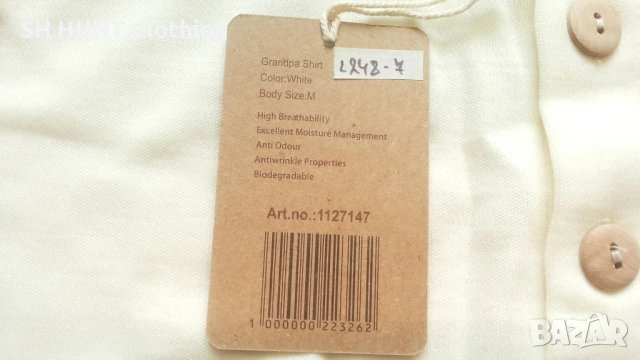 SH HUNT Clothing
Grandpa Shirt
Color:White
Body Size:M
L248-7
High Breathability
Excellent Moisture Management
Anti Odour
Antiwrinkle Properties
Biodegradable
Art.no.:1127147
1 000000 223262
BAZAR